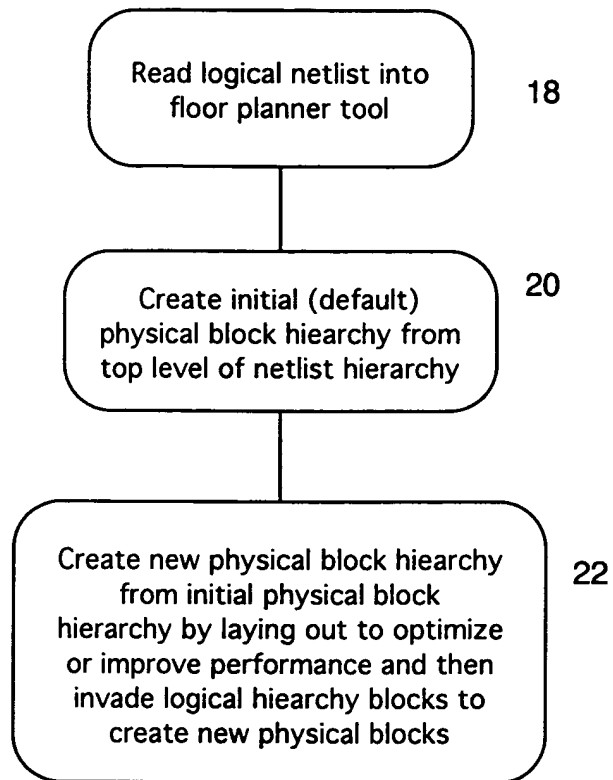 Read logical netlist into
floor planner tool
18
Create initial (default)
physical block hiearchy from
top level of netlist hierarchy
20
Create new physical block hiearchy
from initial physical block
hierarchy by laying out to optimize
or improve performance and then
invade logical hiearchy blocks to
create new physical blocks
22